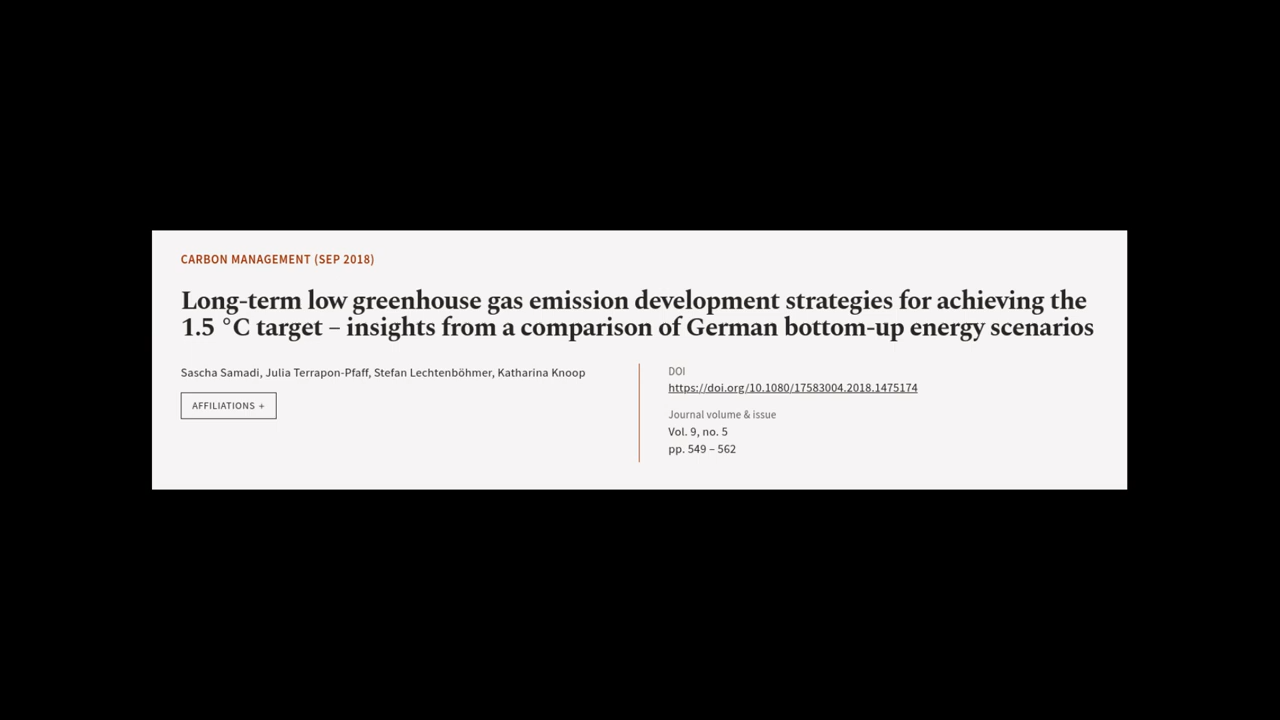 CARBON MANAGEMENT (SEP 2018)
Long-term low greenhouse gas emission development strategies for achieving the
1.5 °C target – insights from a comparison of German bottom-up energy scenarios
Sascha Samadi, Julia Terrapon-Pfaff, Stefan Lechtenböhmer, Katharina Knoop
AFFILIATIONS +
DOI
https://doi.org/10.1080/17583004.2018.1475174
Journal volume & issue
Vol. 9, no. 5
pp. 549 – 562